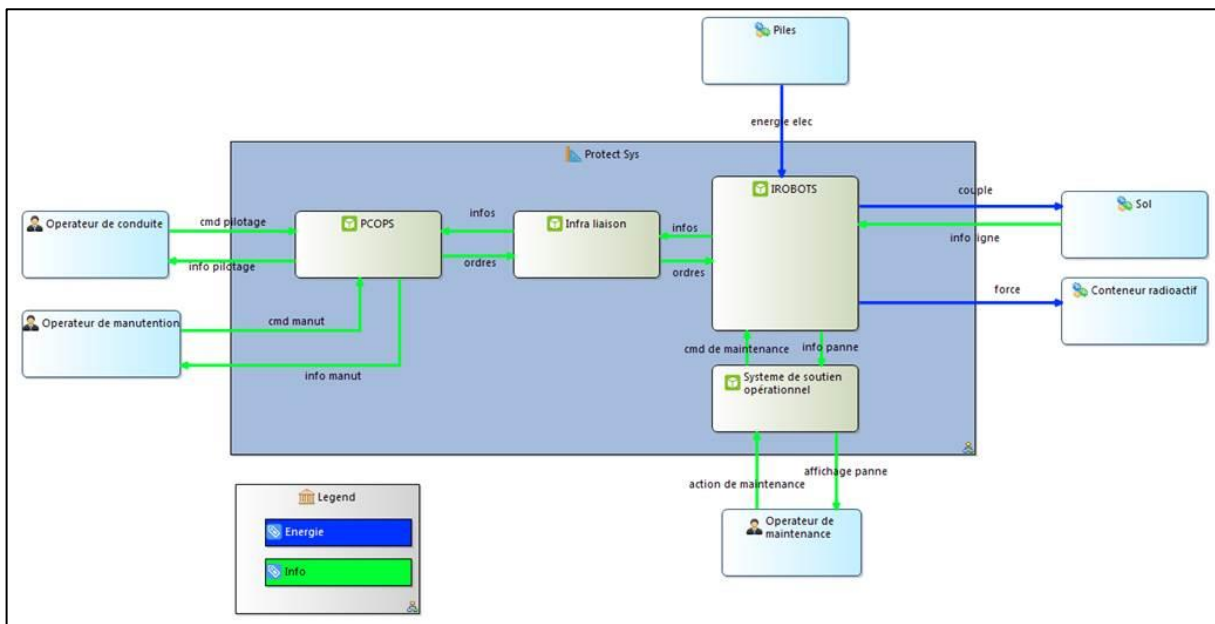 Piles
energie elec
Protect Sys
IROBOTS
couple
Operateur de conduite
cmd pilotage
PCOPS
infos
Infra liaison
infos
Sol
info ligne
info pilotage
ordres
ordres
force
Conteneur radioactif
Operateur de manutention
cmd manut
cmd de maintenance
info panne
info manut
Systeme de soutien
opérationnel
affichage panne
action de maintenance
Legend
Operateur de
maintenance
Energie
Info